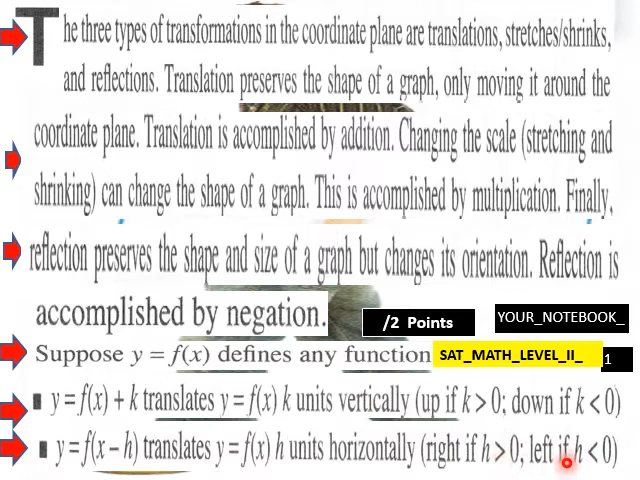 The three types of transformations in the coordinate plane are translations, stretches/shrinks,
and reflections. Translation preserves the shape of a graph, only moving it around the
coordinate plane. Translation is accomplished by addition. Changing the scale (stretching and
shrinking) can change the shape of a graph. This is accomplished by multiplication. Finally,
reflection preserves the shape and size of a graph but changes its orientation. Reflection is
accomplished by negation.
/2 Points
YOUR_NOTEBOOK_
Suppose y = f(x) defines any function
SAT_MATH_LEVEL_II_
1
■ y = f(x) + k translates y = f(x) k units vertically (up if k > 0; down if k < 0)
■ y = f(x – h) translates y = f(x) h units horizontally (right if h > 0; left if h < 0)